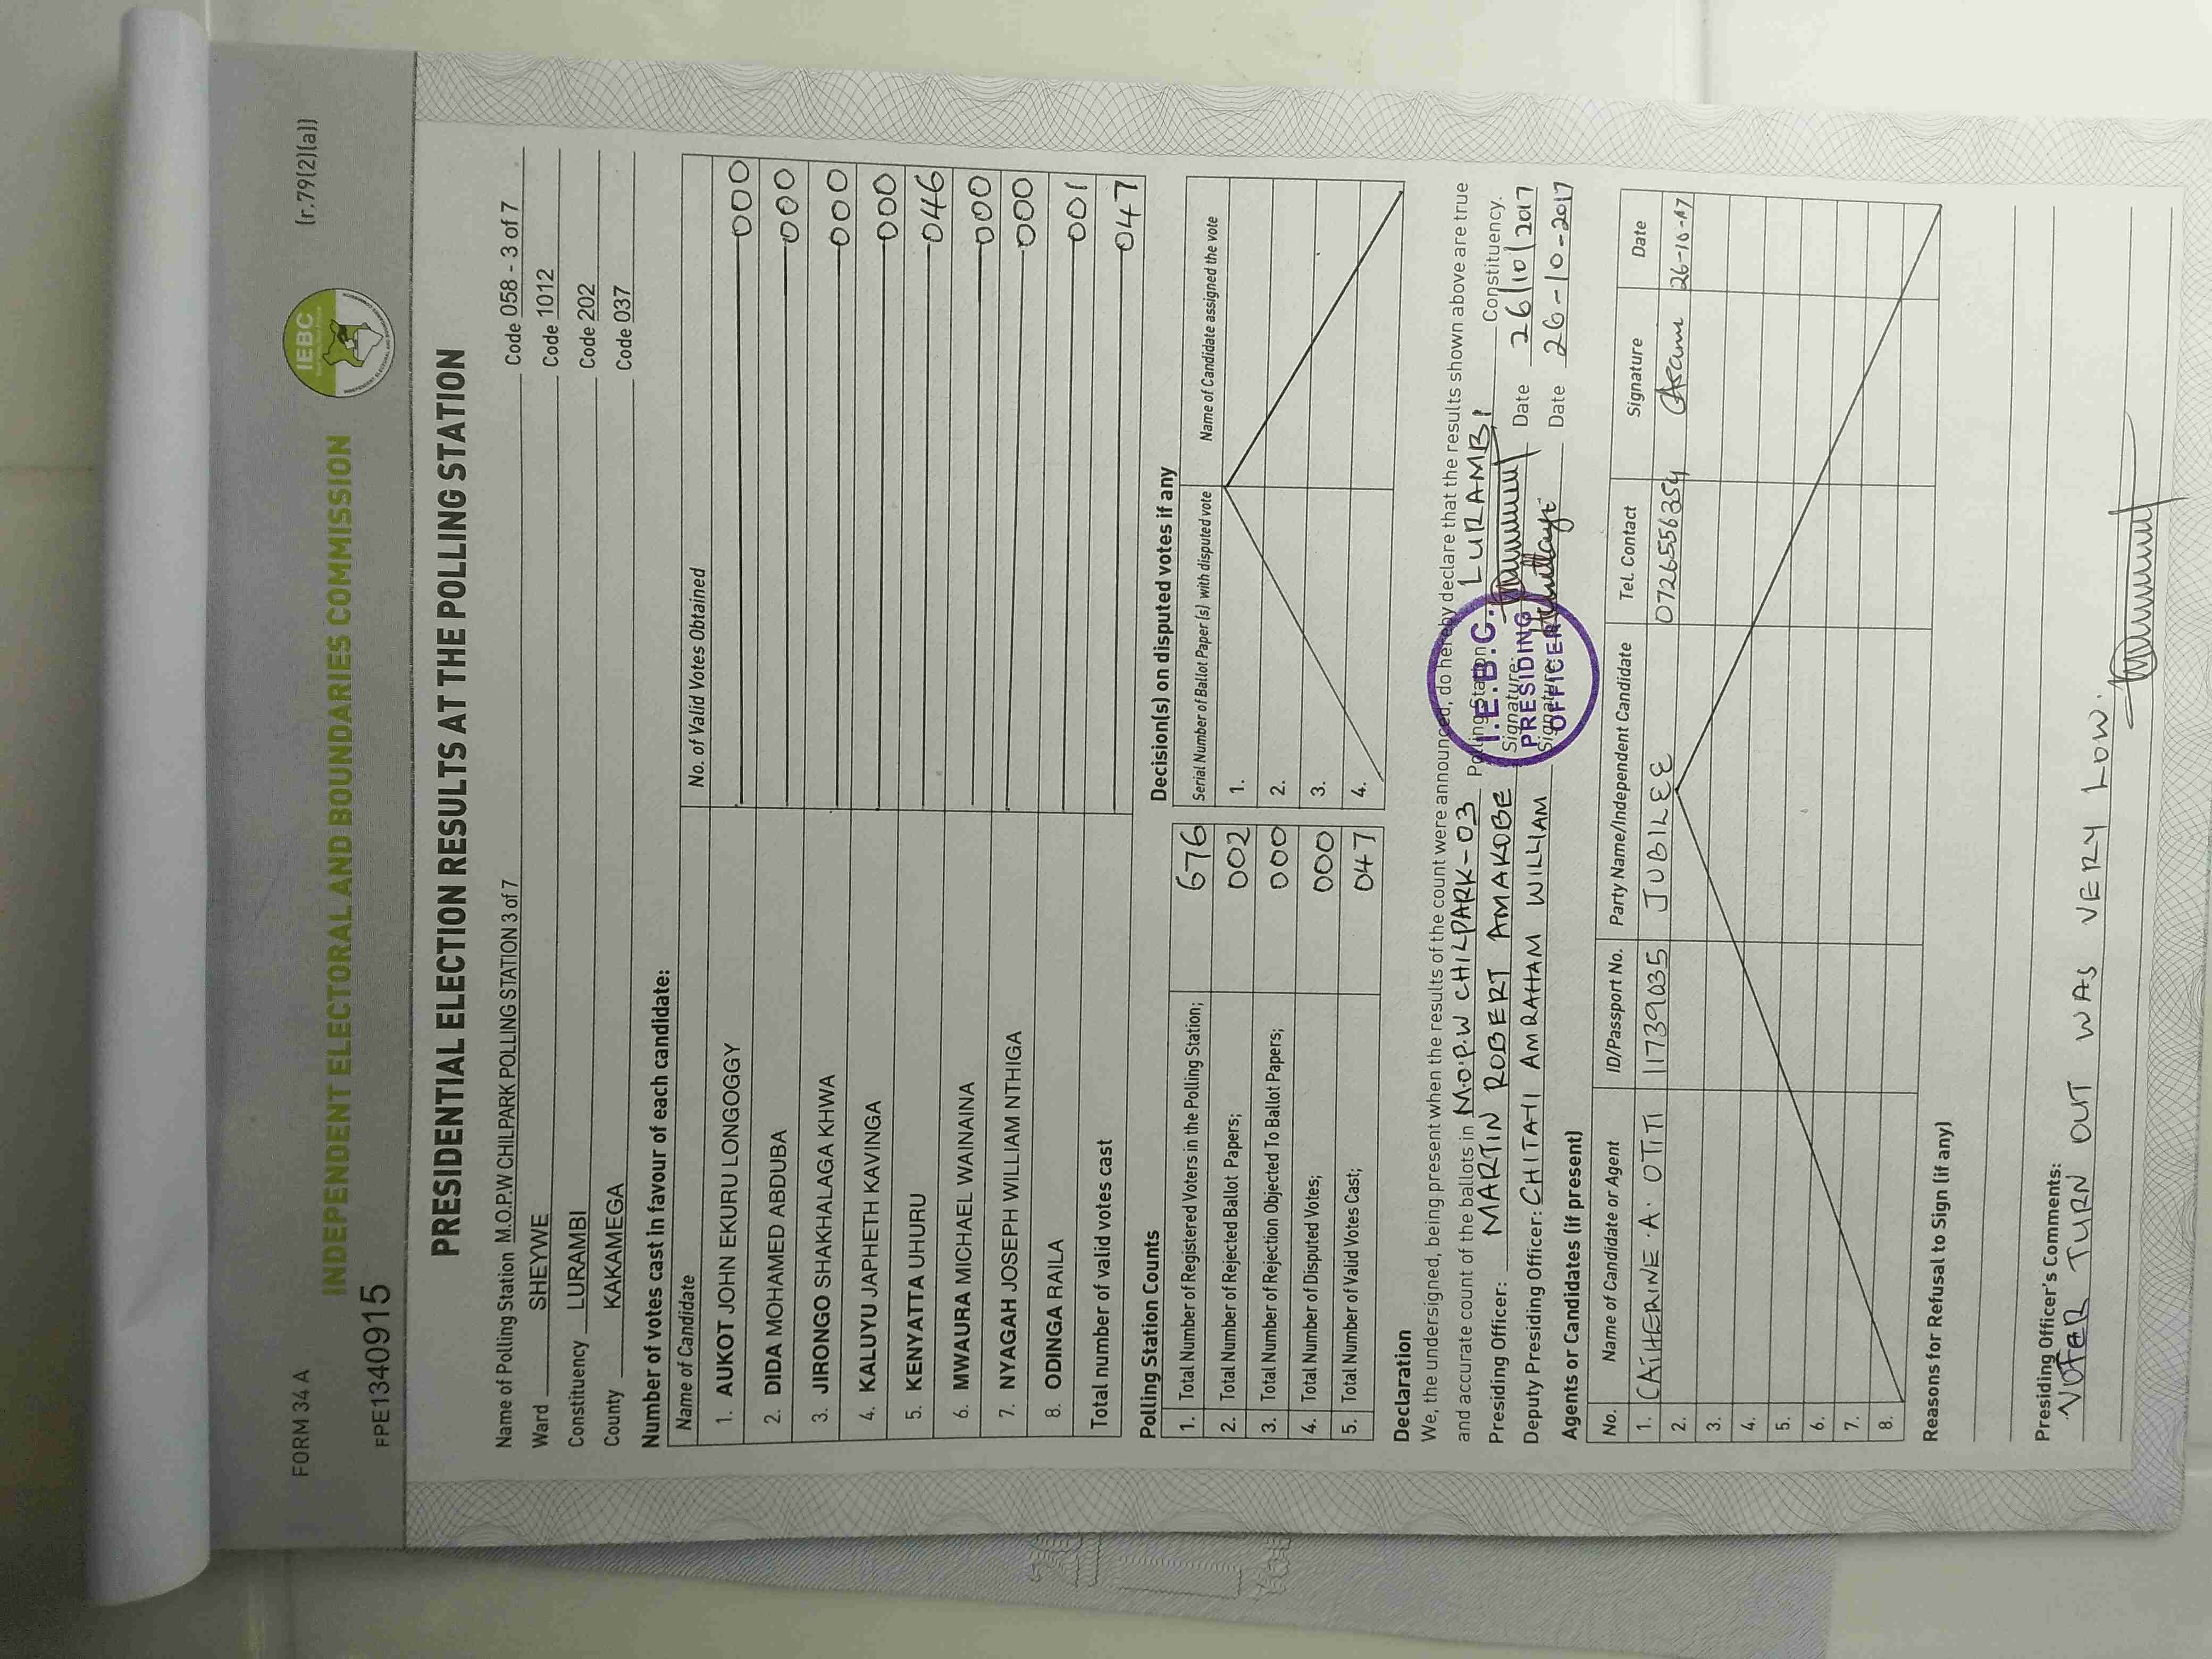 FORM 34 A
(r.79(2)(a))
IEBC
INDEPENDENT ELECTORAL AND BOUNDARIES COMMISSION
FPE1340915
PRESIDENTIAL ELECTION RESULTS AT THE POLLING STATION
Name of Polling Station M.O.P.W CHILPARK POLLING STATION 3 of 7 Code 058 - 3 of 7
Ward SHEYWE Code 1012
Constituency LURAMBI Code 202
County KAKAMEGA Code 037
Number of votes cast in favour of each candidate:
Name of Candidate No. of Valid Votes Obtained
1. AUKOT JOHN EKURU LONGOGGY 000
2. DIDA MOHAMED ABDUBA 000
3. JIRONGO SHAKHALAGA KHWA 000
4. KALUYU JAPHETH KAVINGA 000
5. KENYATTA UHURU 046
6. MWAURA MICHAEL WAINAINA 000
7. NYAGAH JOSEPH WILLIAM NTHIGA 000
8. ODINGA RAILA 001
Total number of valid votes cast 047
Polling Station Counts
1. Total Number of Registered Voters in the Polling Station; 676
2. Total Number of Rejected Ballot Papers; 002
3. Total Number of Rejection Objected To Ballot Papers; 000
4. Total Number of Disputed Votes; 000
5. Total Number of Valid Votes Cast; 047
Decision(s) on disputed votes if any
Serial Number of Ballot Paper (s) with disputed vote Name of Candidate assigned the vote
1.
2.
3.
4.
Declaration
We, the undersigned, being present when the results of the count were announced, do hereby declare that the results shown above are true
and accurate count of the ballots in M.O.P.W CHILPARK-03 Polling Station LURAMBI Constituency.
Presiding Officer: MARTIN ROBERT AMAKOBE Signature: Date 26/10/2017
Deputy Presiding Officer: CHITAII AMRAHAM WILLIAM Signature: Date 26-10-2017
I.E.B.C.
PRESIDING
OFFICER
Agents or Candidates (if present)
No. Name of Candidate or Agent ID/Passport No. Party Name/Independent Candidate Tel. Contact Signature Date
1. CATHERINE A. OTITI 11739035 JUBILEE 0726556354 26-10-17
2.
3.
4.
5.
6.
7.
8.
Reasons for Refusal to Sign (if any)
Presiding Officer's Comments:
VOTER TURN OUT WAS VERY LOW.